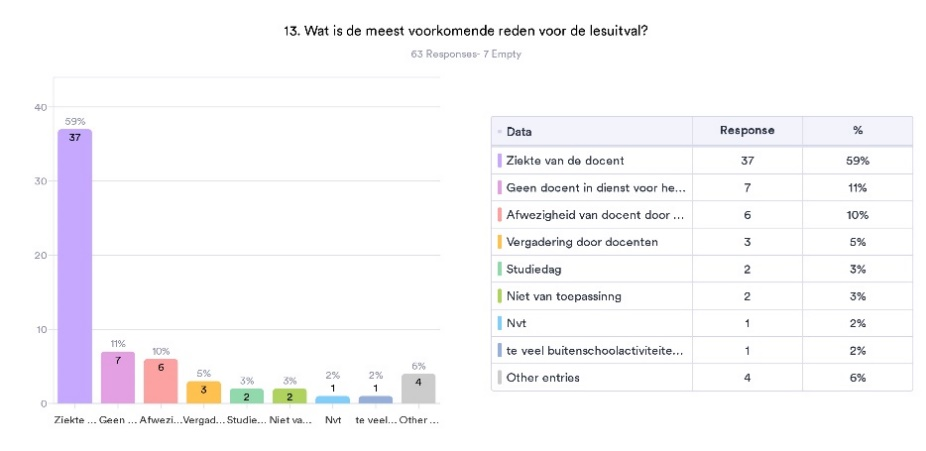 13. Wat is de meest voorkomende reden voor de lesuitval?
63 Responses- 7 Empty
40
30
20
10
0
59%
37
11%
7
10%
6
5%
3
3%
2
3%
2
2%
1
2%
1
6%
4
Ziekte ... Geen ... Afwezi... Vergad... Studie... Niet va... Nvt te veel... Other ...
Data Response %
Ziekte van de docent 37 59%
Geen docent in dienst voor he... 7 11%
Afwezigheid van docent door ... 6 10%
Vergadering door docenten 3 5%
Studiedag 2 3%
Niet van toepassinng 2 3%
Nvt 1 2%
te veel buitenschoolactiviteite... 1 2%
Other entries 4 6%